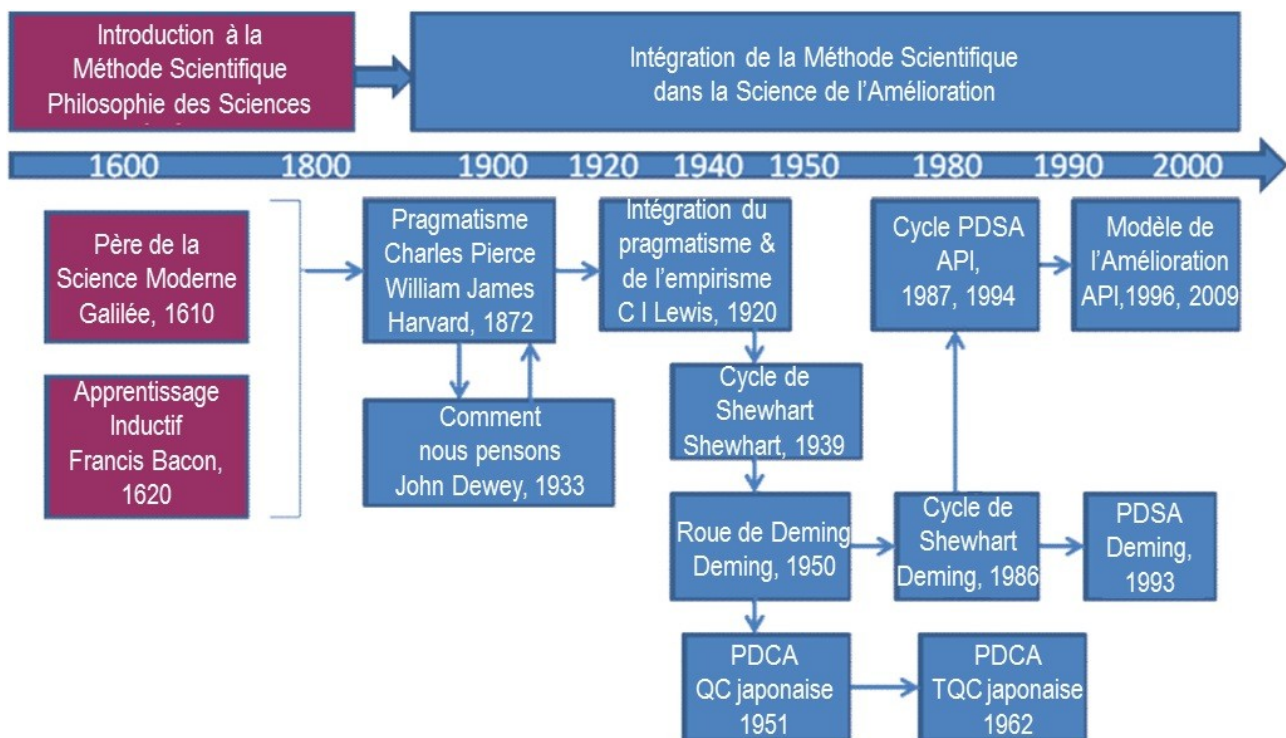 Introduction à la
Méthode Scientifique
Philosophie des Sciences
Intégration de la Méthode Scientifique
dans la Science de l'Amélioration
1600 1800 1900 1920 1940 1950 1980 1990 2000
Père de la
Science Moderne
Galilée, 1610
Apprentissage
Inductif
Francis Bacon,
1620
Pragmatisme
Charles Pierce
William James
Harvard, 1872
Comment
nous pensons
John Dewey, 1933
Intégration du
pragmatisme &
de l'empirisme
C I Lewis, 1920
Cycle de
Shewhart
Shewhart, 1939
Roue de Deming
Deming, 1950
PDCA
QC japonaise
1951
Cycle PDSA
API,
1987, 1994
Cycle de
Shewhart
Deming, 1986
PDCA
TQC japonaise
1962
Modèle de
l'Amélioration
API,1996, 2009
PDSA
Deming,
1993